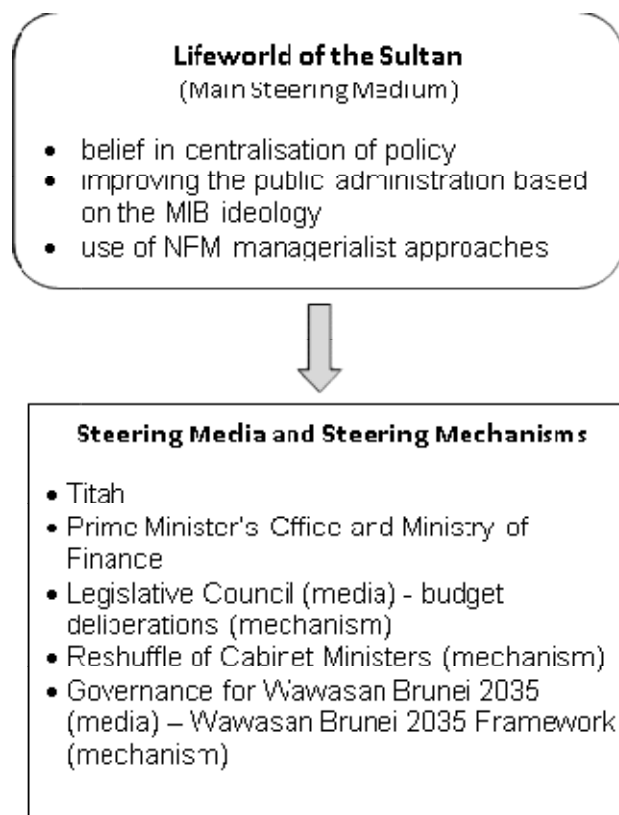 Lifeworld of the Sultan
(Main Steering Medium)
• belief in centralisation of policy
• improving the public administration based
on the MIB ideology
• use of NFM managerialist approaches
Steering Media and Steering Mechanisms
• Titah
• Prime Minister's Office and Ministry of
Finance
• Legislative Council (media) - budget
deliberations (mechanism)
• Reshuffle of Cabinet Ministers (mechanism)
• Governance for Wawasan Brunei 2035
(media) – Wawasan Brunei 2035 Framework
(mechanism)